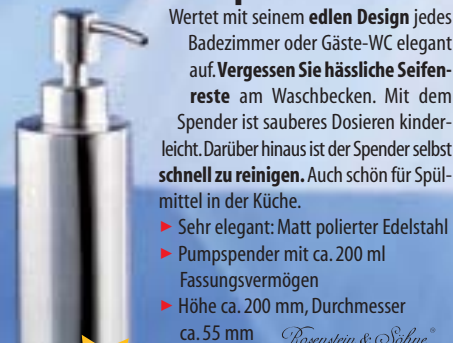 Wertet mit seinem edlen Design jedes
Badezimmer oder Gäste-WC elegant
auf. Vergessen Sie hässliche Seifen-
reste am Waschbecken. Mit dem
Spender ist sauberes Dosieren kinder-
leicht. Darüber hinaus ist der Spender selbst
schnell zu reinigen. Auch schön für Spül-
mittel in der Küche.
► Sehr elegant: Matt polierter Edelstahl
► Pumpspender mit ca. 200 ml
Fassungsvermögen
► Höhe ca. 200 mm, Durchmesser
ca. 55 mm
Rosenstein & Söhne®